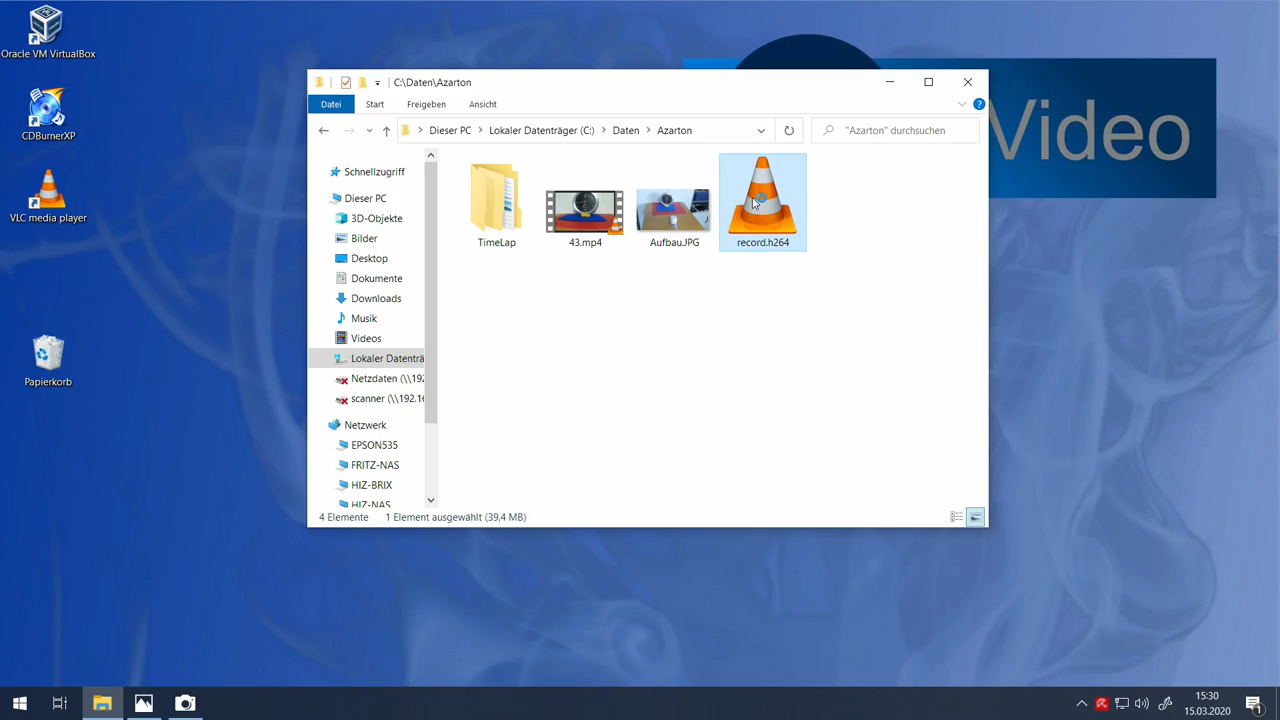 Oracle VM VirtualBox
CDBurnerXP
VLC media player
Papierkorb
Video
C:\Daten\Azarton
Datei
Start
Freigeben
Ansicht
Dieser PC
Lokaler Datenträger (C:)
Daten
Azarton
"Azarton" durchsuchen
Schnellzugriff
Dieser PC
3D-Objekte
Bilder
Desktop
Dokumente
Downloads
Musik
Videos
Lokaler Datenträ
Netzdaten (\\192
scanner (\\192.16
Netzwerk
EPSON535
FRITZ-NAS
HIZ-BRIX
HIZ-NAS
TimeLap
43.mp4
AufbauJPG
record.h264
4 Elemente
1 Element ausgewählt (39,4 MB)
15:30
15.03.2020
1